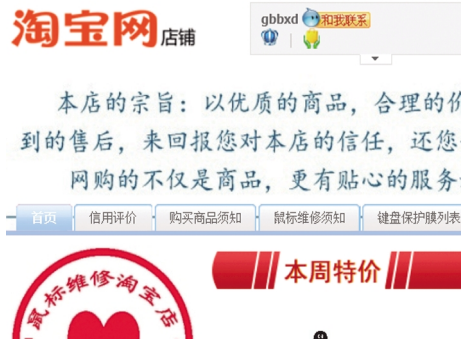 淘宝网店铺
gbbxd 和我联系
本店的宗旨：以优质的商品，合理的价
到的售后，来回报您对本店的信任，还您
网购的不仅是商品，更有贴心的服务
首页 信用评价 购买商品须知 鼠标维修须知 键盘保护膜列表
鼠标维修淘宝店
本周特价